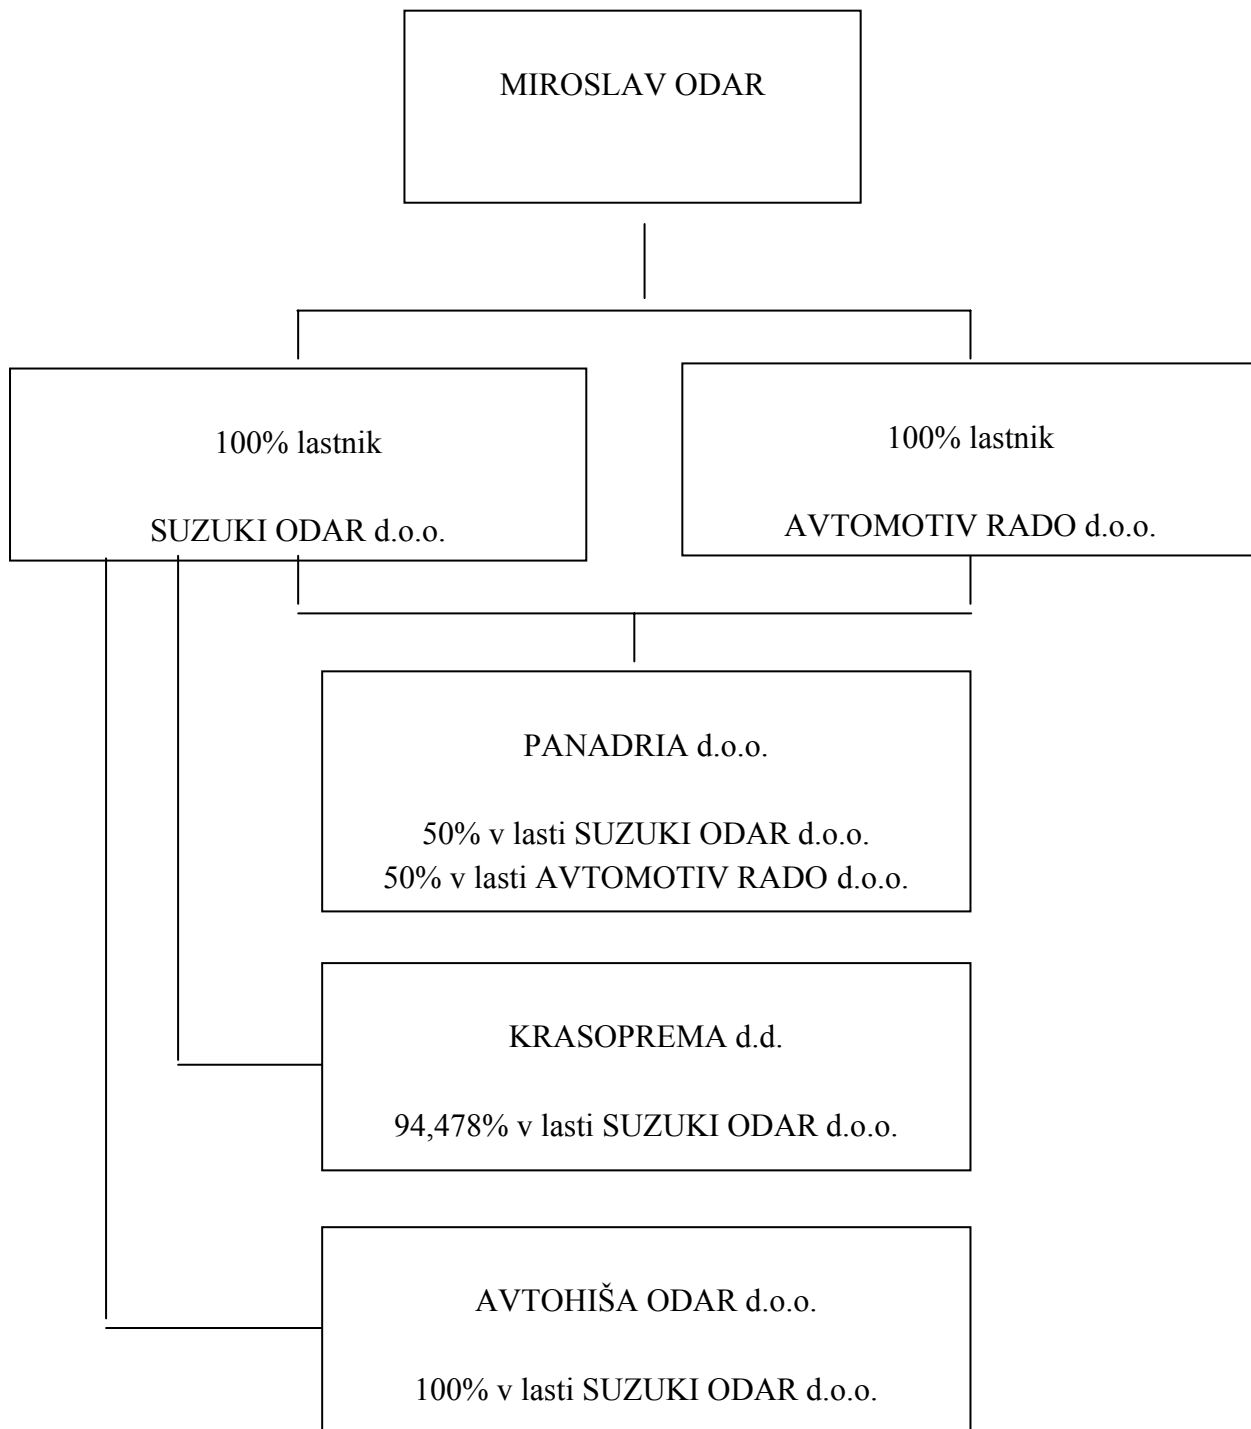 MIROSLAV ODAR
100% lastnik
SUZUKI ODAR d.o.o.
100% lastnik
AVTOMOTIV RADO d.o.o.
PANADRIA d.o.o.
50% v lasti SUZUKI ODAR d.o.o.
50% v lasti AVTOMOTIV RADO d.o.o.
KRASOPREMA d.d.
94,478% v lasti SUZUKI ODAR d.o.o.
AVTOHIŠA ODAR d.o.o.
100% v lasti SUZUKI ODAR d.o.o.